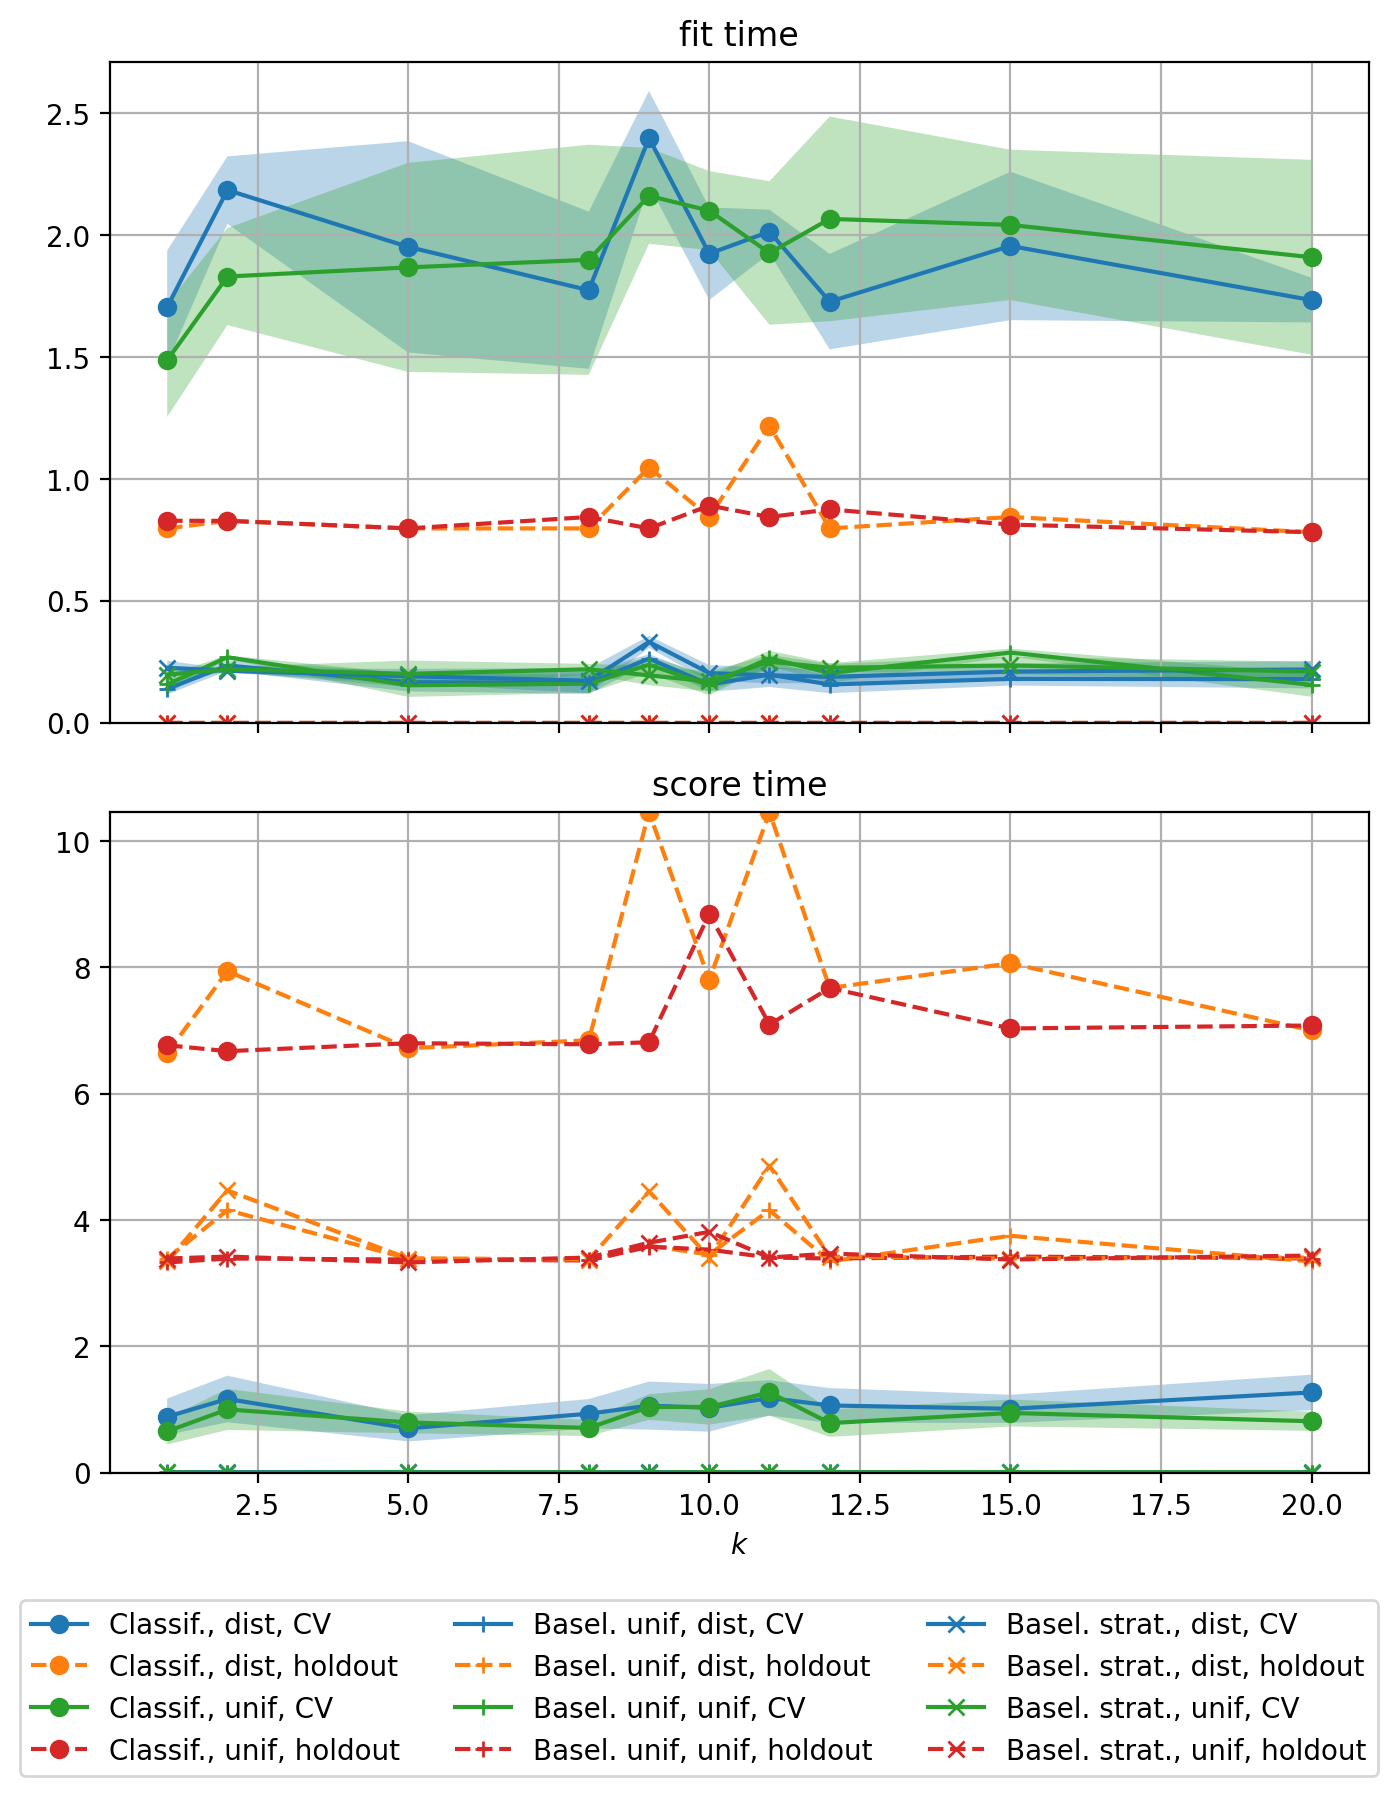 fit time
2.5
2.0
1.5
1.0
0.5
0.0
score time
10
8
6
4
2
0
2.5 5.0 7.5 10.0 12.5 15.0 17.5 20.0
k
Classif., dist, CV Basel. unif, dist, CV Basel. strat., dist, CV
Classif., dist, holdout Basel. unif, dist, holdout Basel. strat., dist, holdout
Classif., unif, CV Basel. unif, unif, CV Basel. strat., unif, CV
Classif., unif, holdout Basel. unif, unif, holdout Basel. strat., unif, holdout